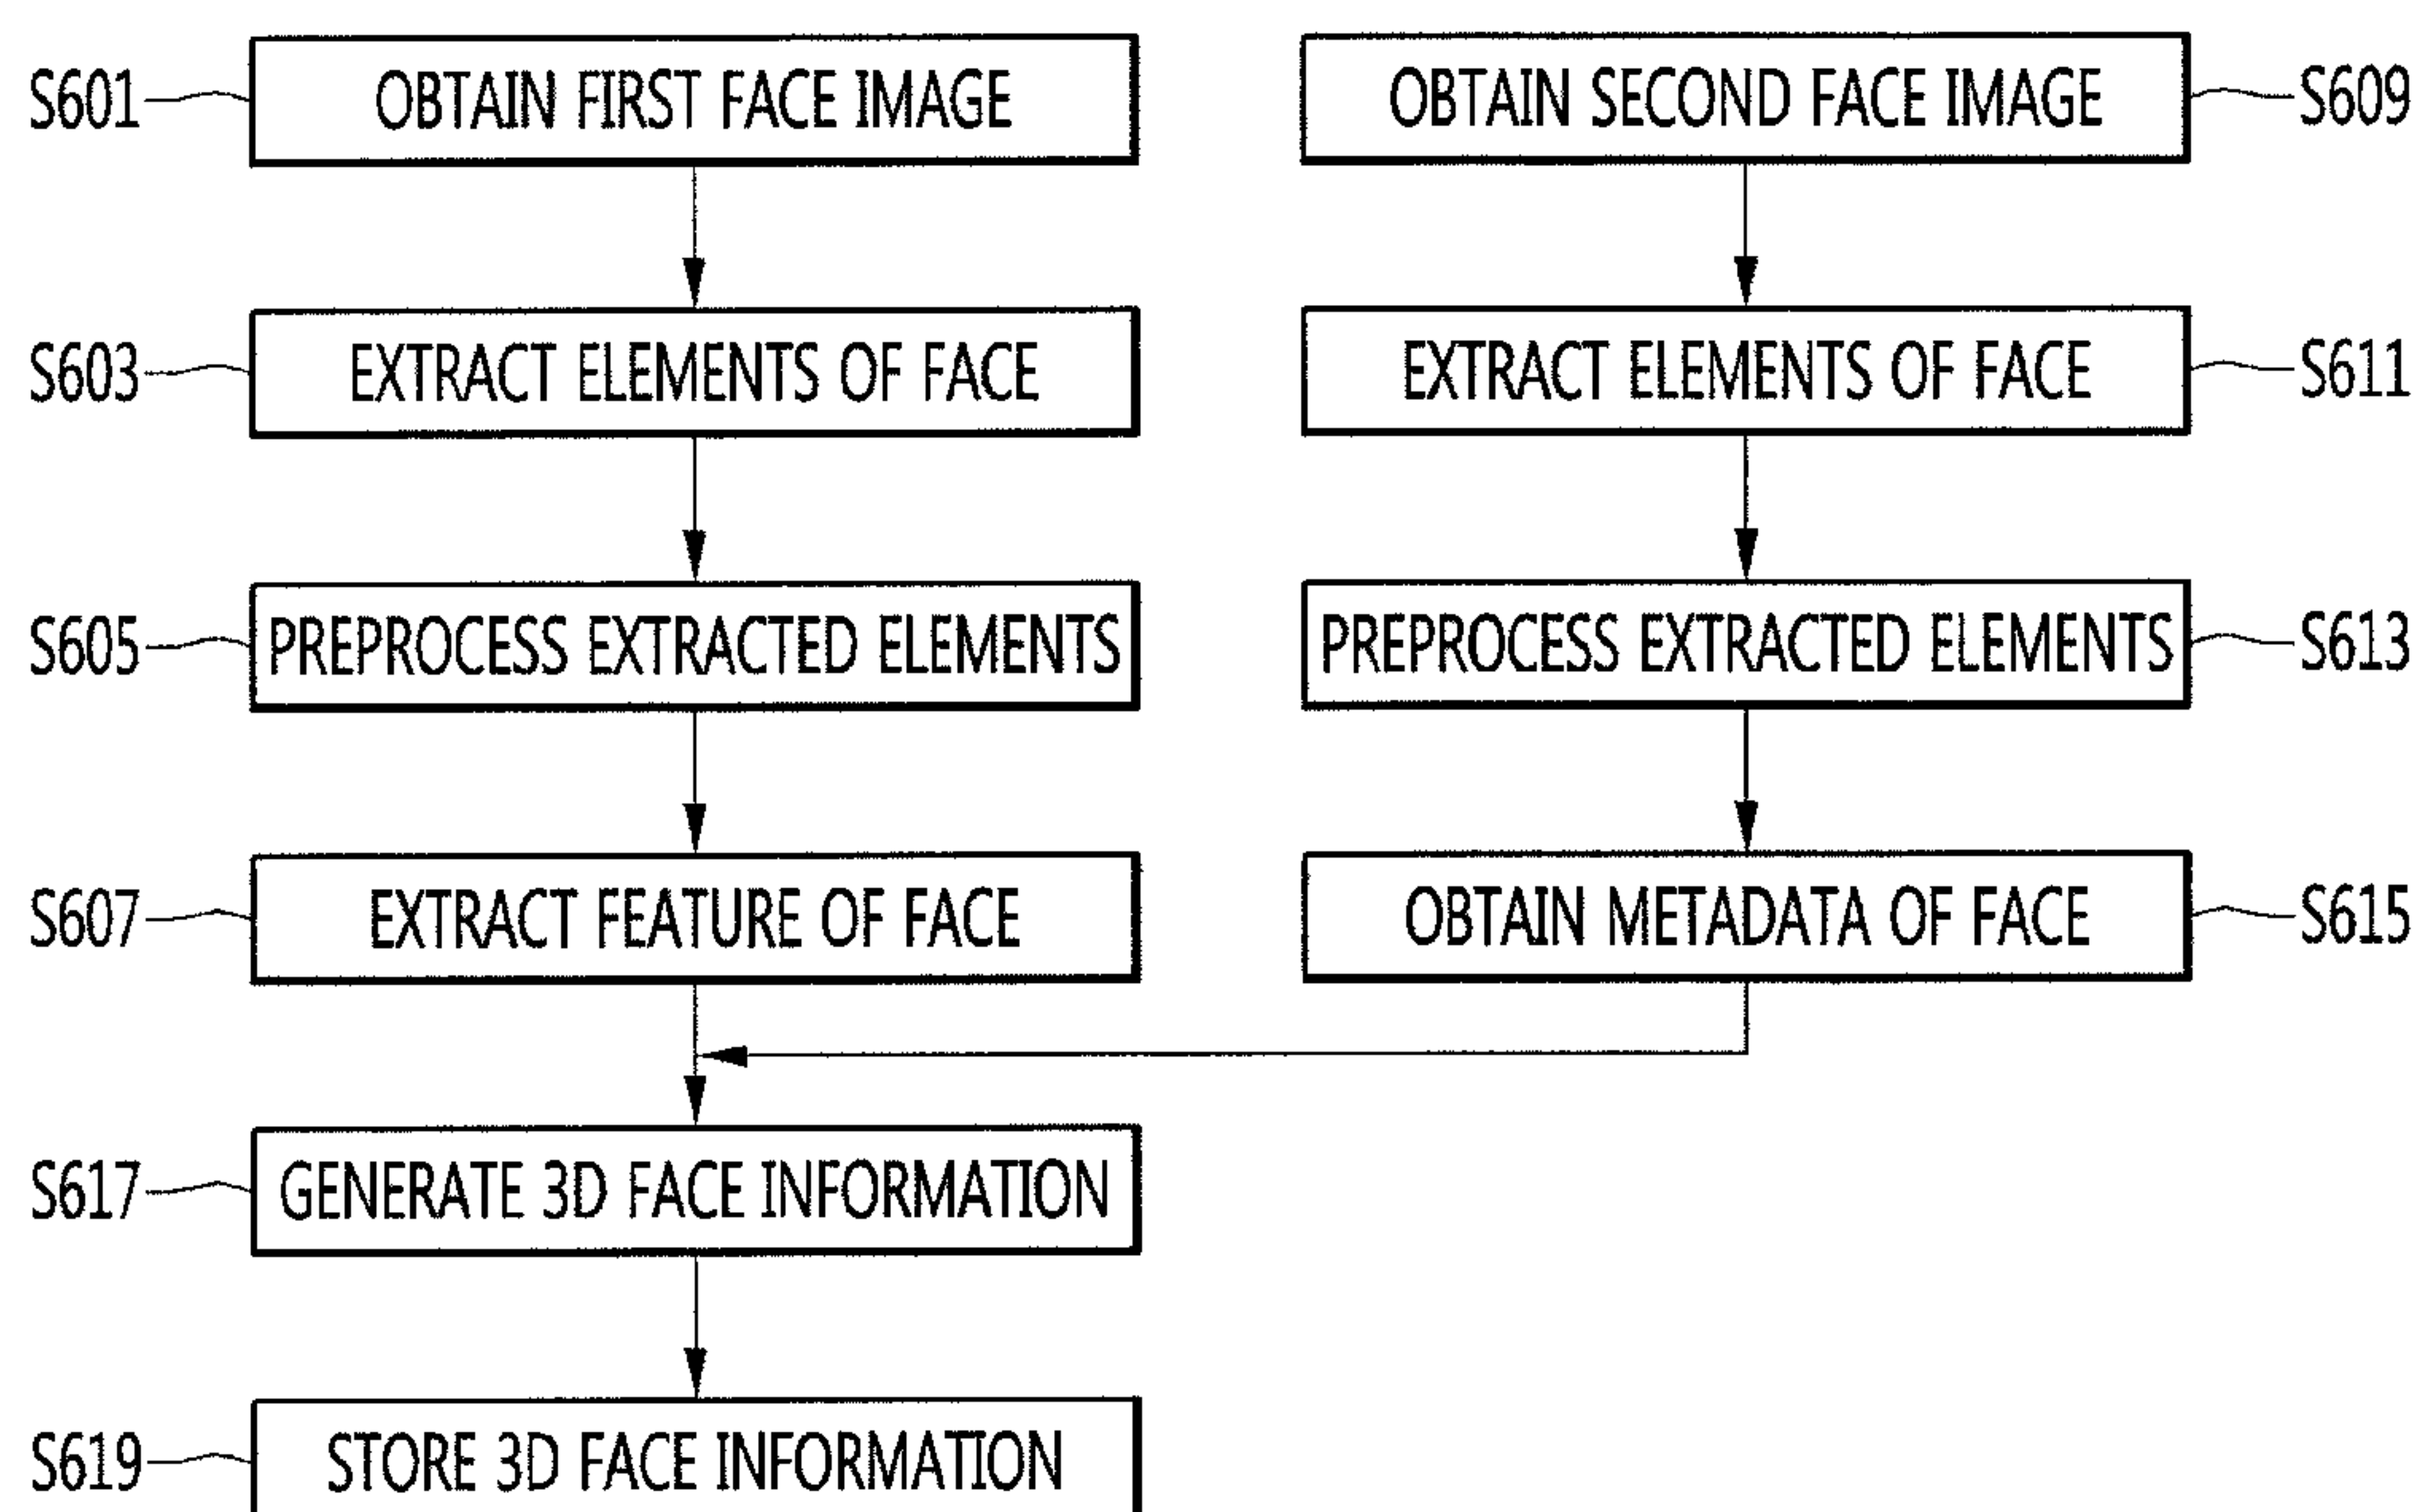 S601
OBTAIN FIRST FACE IMAGE
OBTAIN SECOND FACE IMAGE
S609
S603
EXTRACT ELEMENTS OF FACE
EXTRACT ELEMENTS OF FACE
S611
S605
PREPROCESS EXTRACTED ELEMENTS
PREPROCESS EXTRACTED ELEMENTS
S613
S607
EXTRACT FEATURE OF FACE
OBTAIN METADATA OF FACE
S615
S617
GENERATE 3D FACE INFORMATION
S619
STORE 3D FACE INFORMATION